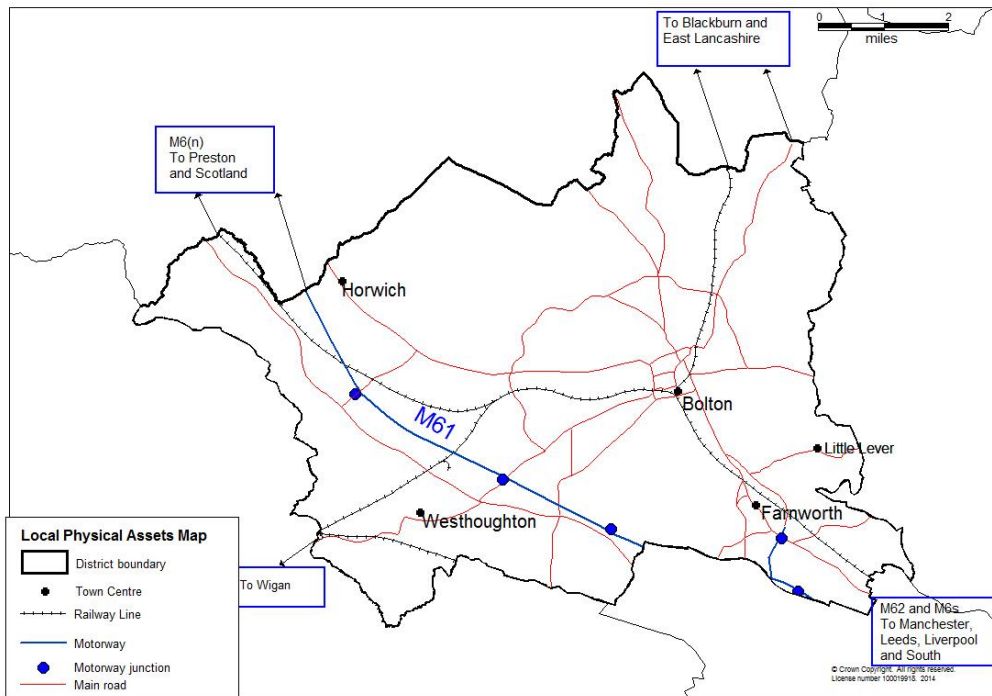 To Blackburn and
East Lancashire
0 1 2
miles
M6(n)
To Preston
and Scotland
Horwich
Bolton
M61
Little Lever
Farnworth
Westhoughton
Local Physical Assets Map
District boundary
Town Centre
Railway Line
Motorway
Motorway junction
Main road
To Wigan
M62 and M6s
To Manchester,
Leeds, Liverpool
and South
© Crown Copyright. All rights reserved.
License number 100019918. 2014